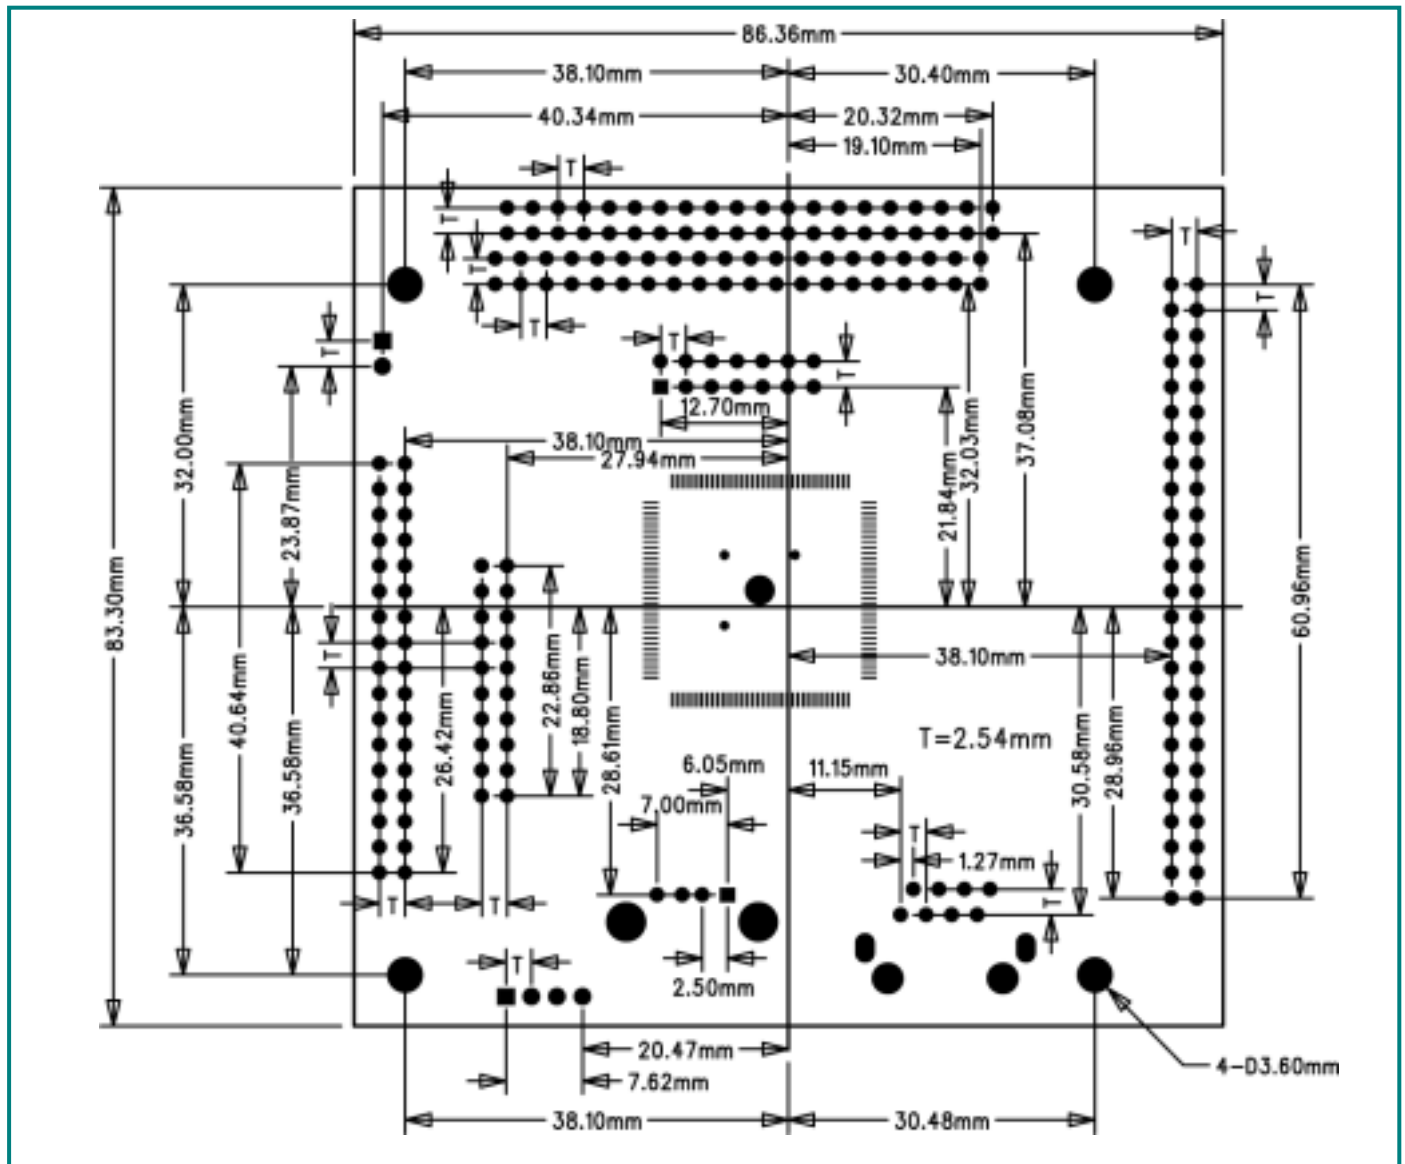 86.36mm
38.10mm
30.40mm
40.34mm
20.32mm
19.10mm
T
T
T
T
T
T
T
T
T
12.70mm
38.10mm
27.94mm
32.00mm
23.87mm
21.84mm
32.03mm
37.08mm
83.30mm
60.96mm
T
38.10mm
40.64mm
36.58mm
36.58mm
26.42mm
22.86mm
18.80mm
28.61mm
T=2.54mm
30.58mm
28.96mm
6.05mm
11.15mm
7.00mm
T
1.27mm
T
T
T
T
2.50mm
20.47mm
7.62mm
4-D3.60mm
38.10mm
30.48mm